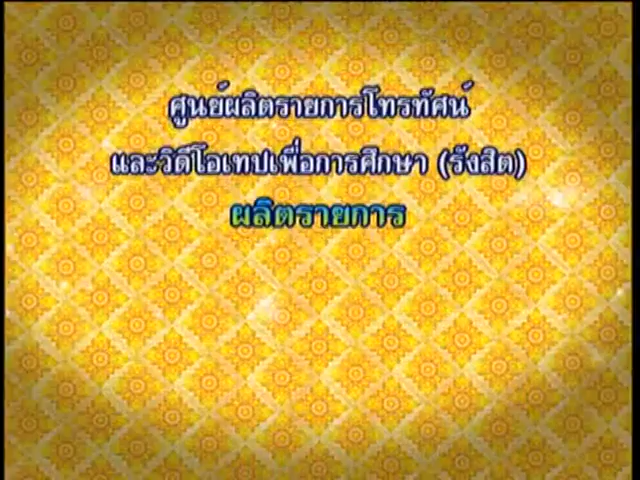 ศูนย์ผลิตรายการโทรทัศน์
และวิดีโอเทปเพื่อการศึกษา (รังสิต)
ผลิตรายการ